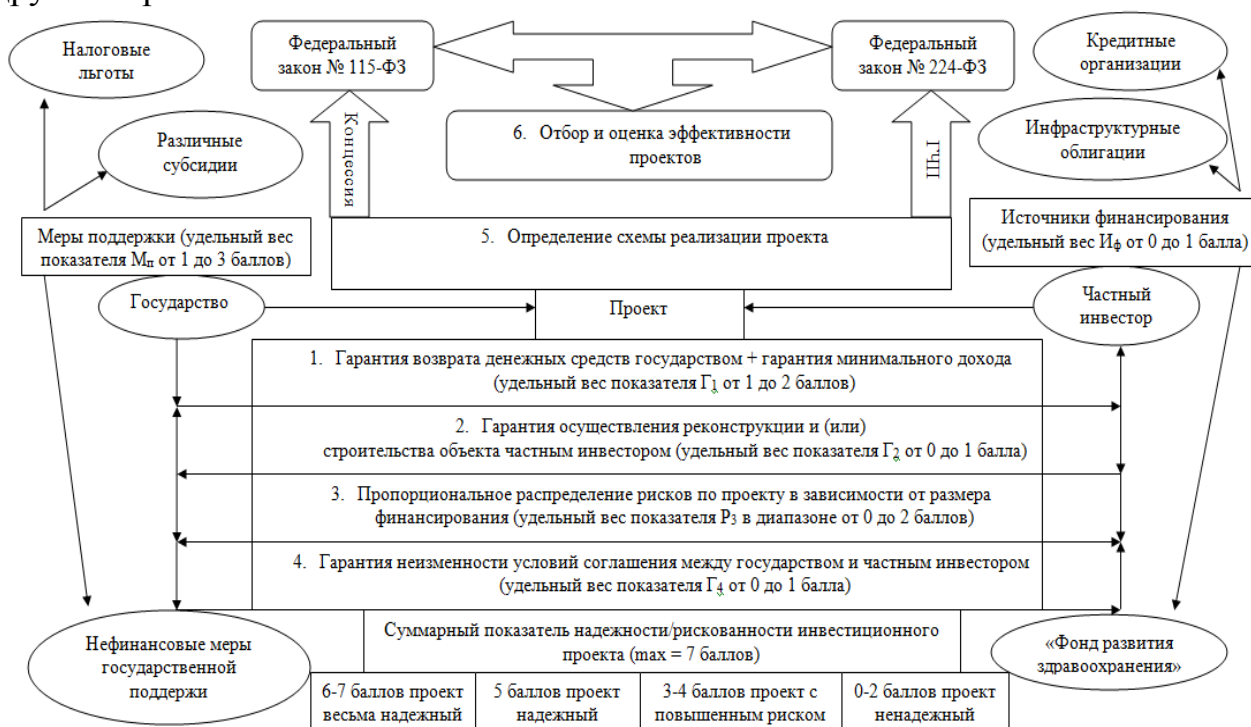 Налоговые
льготы
Федеральный
закон № 115-ФЗ
Федеральный
закон № 224-ФЗ
Кредитные
организации
Различные
субсидии
Концессия
6. Отбор и оценка эффективности
проектов
ГЧП
Инфраструктурные
облигации
Меры поддержки (удельный вес
показателя Мп от 1 до 3 баллов)
5. Определение схемы реализации проекта
Источники финансирования
(удельный вес Иф от 0 до 1 балла)
Государство
Проект
Частный
инвестор
1. Гарантия возврата денежных средств государством + гарантия минимального дохода
(удельный вес показателя Г1 от 1 до 2 баллов)
2. Гарантия осуществления реконструкции и (или)
строительства объекта частным инвестором (удельный вес показателя Г2 от 0 до 1 балла)
3. Пропорциональное распределение рисков по проекту в зависимости от размера
финансирования (удельный вес показателя Р3 в диапазоне от 0 до 2 баллов)
4. Гарантия неизменности условий соглашения между государством и частным инвестором
(удельный вес показателя Г4 от 0 до 1 балла)
Нефинансовые меры
государственной
поддержи
Суммарный показатель надежности/рискованности инвестиционного
проекта (max = 7 баллов)
«Фонд развития
здравоохранения»
6-7 баллов проект
весьма надежный
5 баллов проект
надежный
3-4 баллов проект с
повышенным риском
0-2 баллов проект
ненадежный